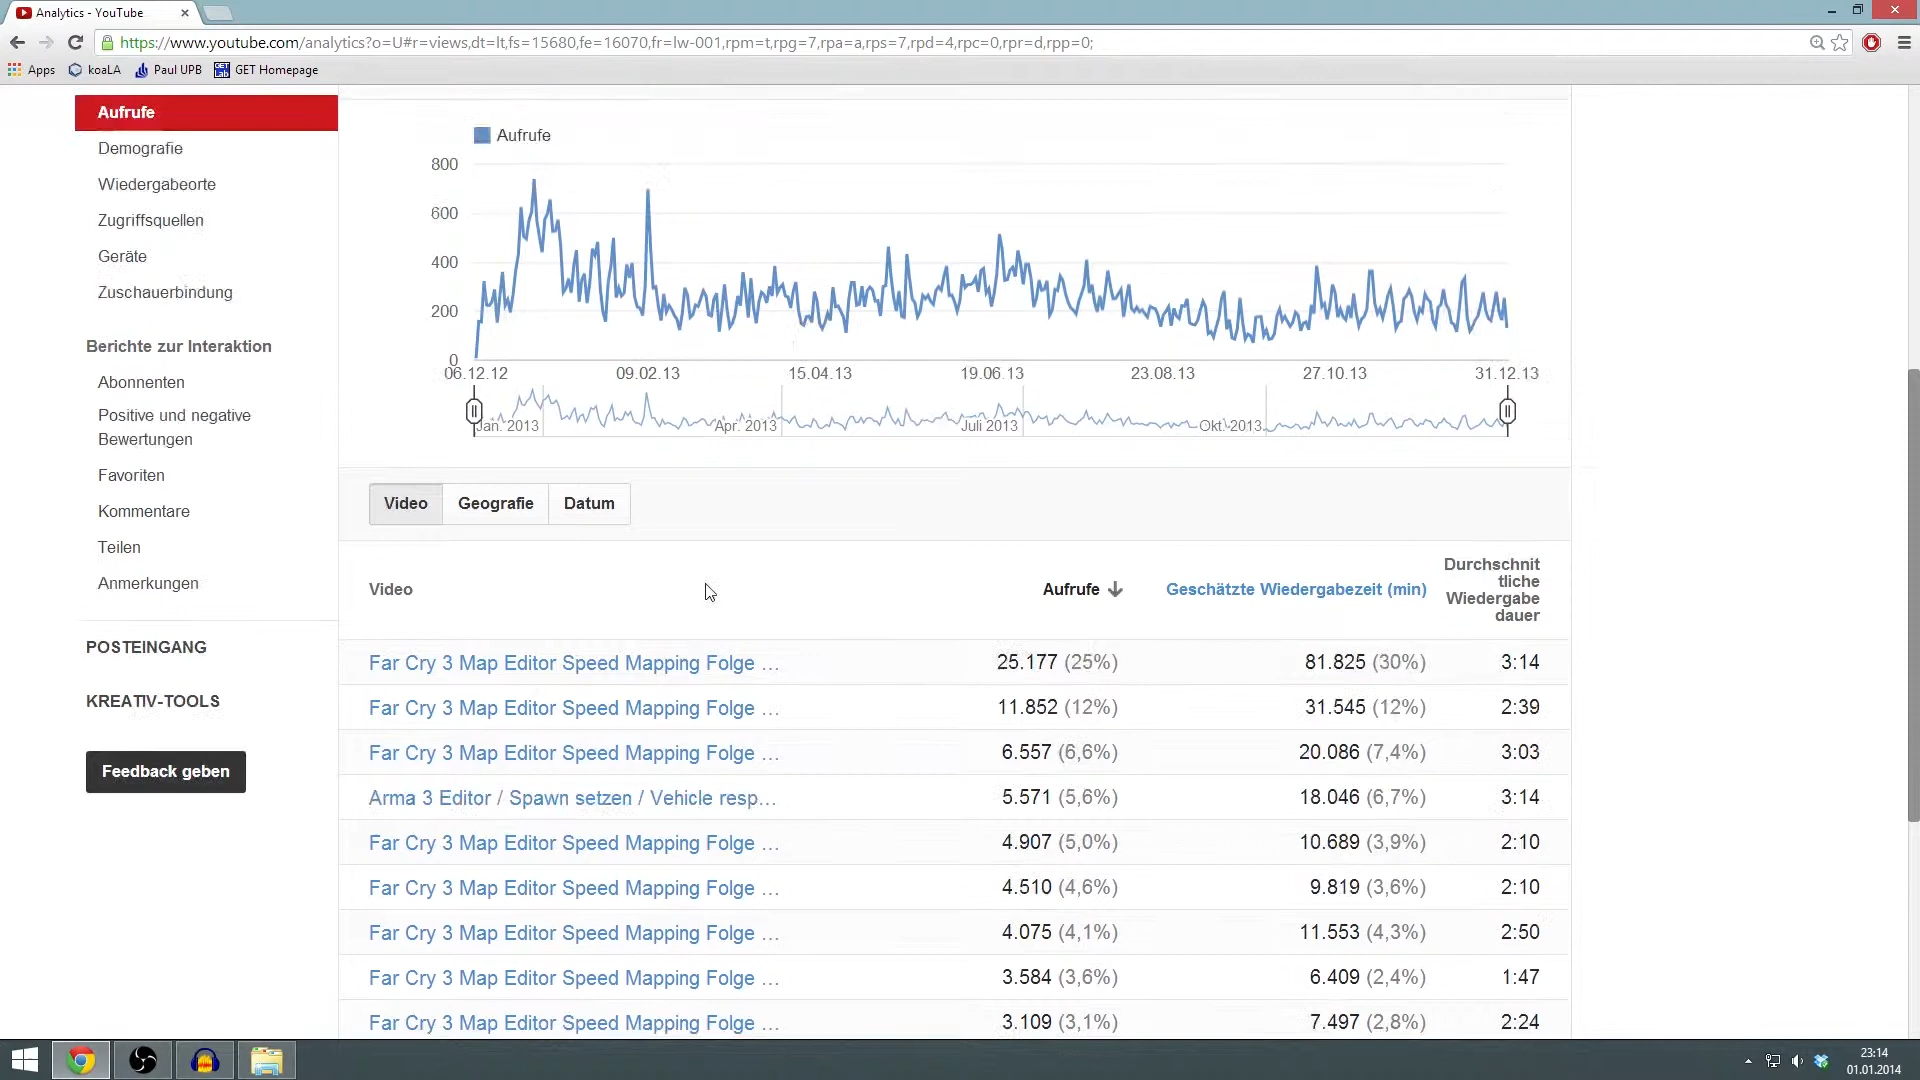 Analytics - YouTube
https://www.youtube.com/analytics?o=U#r=views,dt=lt,fs=15680,fe=16070,fr=lw-001,rpm=t,rpg=7,rpa=a,rps=7,rpd=4,rpc=0,rpr=d,rpp=0;
Apps koaLA Paul UPB GET Homepage
Aufrufe
Demografie
Wiedergabeorte
Zugriffsquellen
Geräte
Zuschauerbindung
Berichte zur Interaktion
Abonnenten
Positive und negative
Bewertungen
Favoriten
Kommentare
Teilen
Anmerkungen
POSTEINGANG
KREATIV-TOOLS
Feedback geben
Aufrufe
800
600
400
200
0
06.12.12 09.02.13 15.04.13 19.06.13 23.08.13 27.10.13 31.12.13
Jan. 2013 Apr. 2013 Juli 2013 Okt. 2013
Video Geografie Datum
Video Aufrufe Geschätzte Wiedergabezeit (min) Durchschnit
tliche
Wiedergabe
dauer
Far Cry 3 Map Editor Speed Mapping Folge ... 25.177 (25%) 81.825 (30%) 3:14
Far Cry 3 Map Editor Speed Mapping Folge ... 11.852 (12%) 31.545 (12%) 2:39
Far Cry 3 Map Editor Speed Mapping Folge ... 6.557 (6,6%) 20.086 (7,4%) 3:03
Arma 3 Editor / Spawn setzen / Vehicle resp... 5.571 (5,6%) 18.046 (6,7%) 3:14
Far Cry 3 Map Editor Speed Mapping Folge ... 4.907 (5,0%) 10.689 (3,9%) 2:10
Far Cry 3 Map Editor Speed Mapping Folge ... 4.510 (4,6%) 9.819 (3,6%) 2:10
Far Cry 3 Map Editor Speed Mapping Folge ... 4.075 (4,1%) 11.553 (4,3%) 2:50
Far Cry 3 Map Editor Speed Mapping Folge ... 3.584 (3,6%) 6.409 (2,4%) 1:47
Far Cry 3 Map Editor Speed Mapping Folge ... 3.109 (3,1%) 7.497 (2,8%) 2:24
23:14
01.01.2014